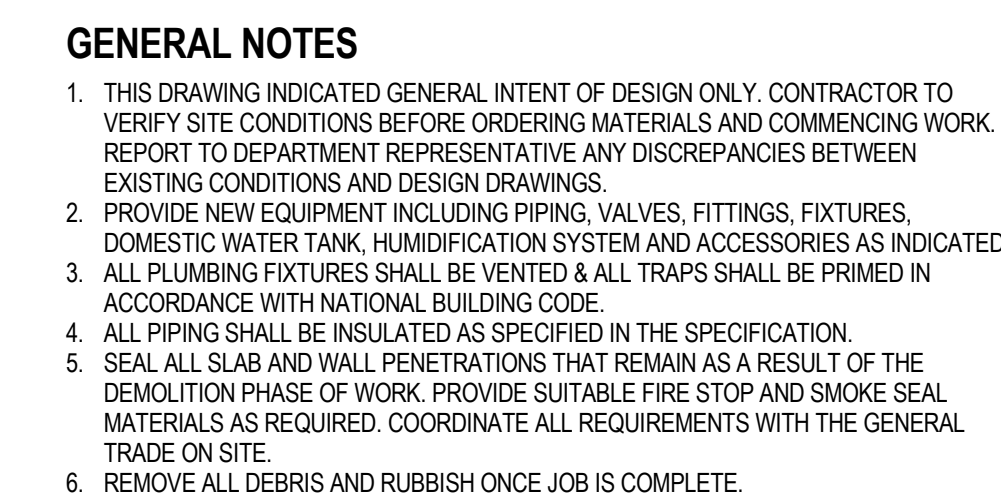 GENERAL NOTES
1. THIS DRAWING INDICATED GENERAL INTENT OF DESIGN ONLY. CONTRACTOR TO
VERIFY SITE CONDITIONS BEFORE ORDERING MATERIALS AND COMMENCING WORK.
REPORT TO DEPARTMENT REPRESENTATIVE ANY DISCREPANCIES BETWEEN
EXISTING CONDITIONS AND DESIGN DRAWINGS.
2. PROVIDE NEW EQUIPMENT INCLUDING PIPING, VALVES, FITTINGS, FIXTURES,
DOMESTIC WATER TANK, HUMIDIFICATION SYSTEM AND ACCESSORIES AS INDICATED
3. ALL PLUMBING FIXTURES SHALL BE VENTED & ALL TRAPS SHALL BE PRIMED IN
ACCORDANCE WITH NATIONAL BUILDING CODE.
4. ALL PIPING SHALL BE INSULATED AS SPECIFIED IN THE SPECIFICATION.
5. SEAL ALL SLAB AND WALL PENETRATIONS THAT REMAIN AS A RESULT OF THE
DEMOLITION PHASE OF WORK. PROVIDE SUITABLE FIRE STOP AND SMOKE SEAL
MATERIALS AS REQUIRED. COORDINATE ALL REQUIREMENTS WITH THE GENERAL
TRADE ON SITE.
6. REMOVE ALL DEBRIS AND RUBBISH ONCE JOB IS COMPLETE.